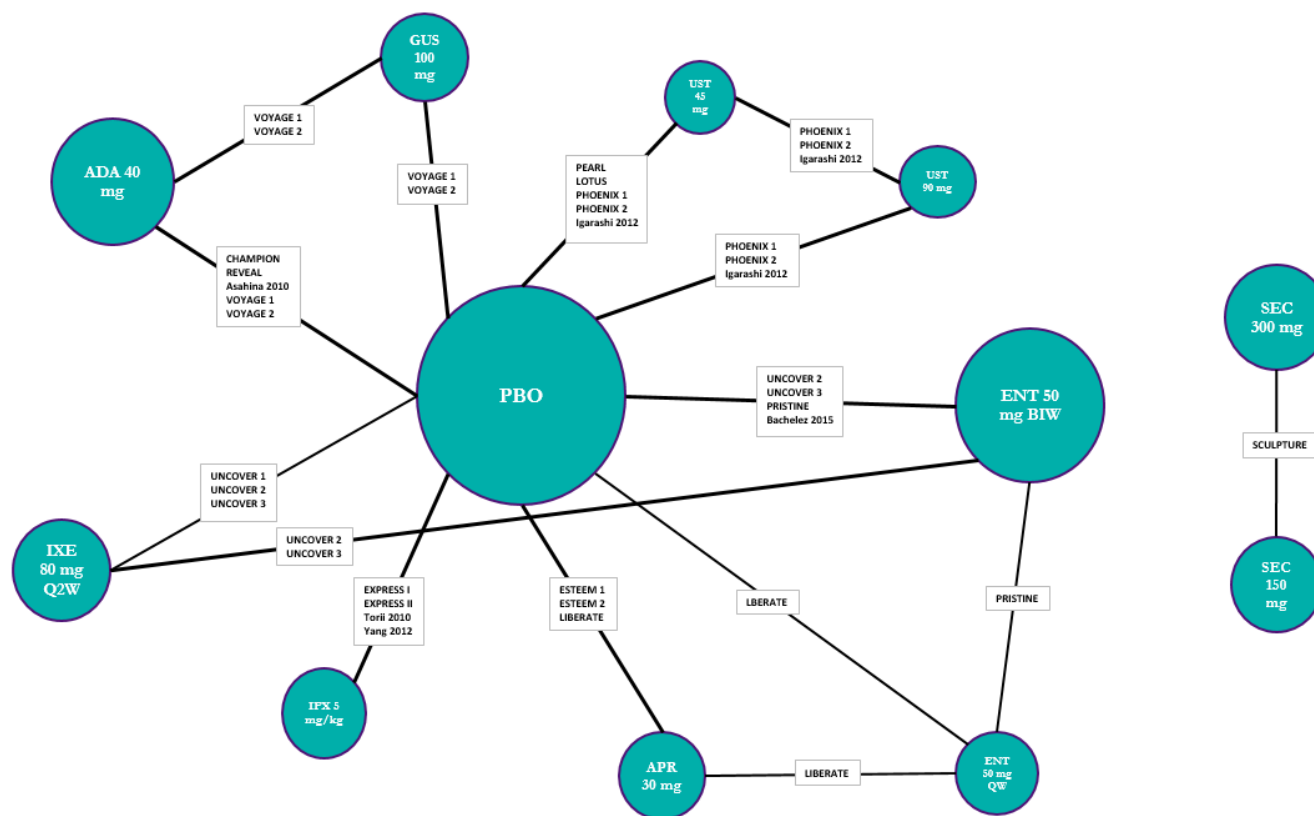 GUS
100
mg
ADA 40
mg
VOYAGE 1
VOYAGE 2
VOYAGE 1
VOYAGE 2
UST
45
mg
PHOENIX 1
PHOENIX 2
Igarashi 2012
UST
90 mg
PEARL
LOTUS
PHOENIX 1
PHOENIX 2
Igarashi 2012
PHOENIX 1
PHOENIX 2
Igarashi 2012
CHAMPION
REVEAL
Asahina 2010
VOYAGE 1
VOYAGE 2
PBO
UNCOVER 2
UNCOVER 3
PRISTINE
Bachelez 2015
ENT 50
mg BIW
SEC
300 mg
SCULPTURE
SEC
150
mg
UNCOVER 1
UNCOVER 2
UNCOVER 3
UNCOVER 2
UNCOVER 3
IXE
80 mg
Q2W
EXPRESS I
EXPRESS II
Torii 2010
Yang 2012
ESTEEM 1
ESTEEM 2
LIBERATE
LBERATE
PRISTINE
IFX 5
mg/kg
APR
30 mg
LIBERATE
ENT
50 mg
QW